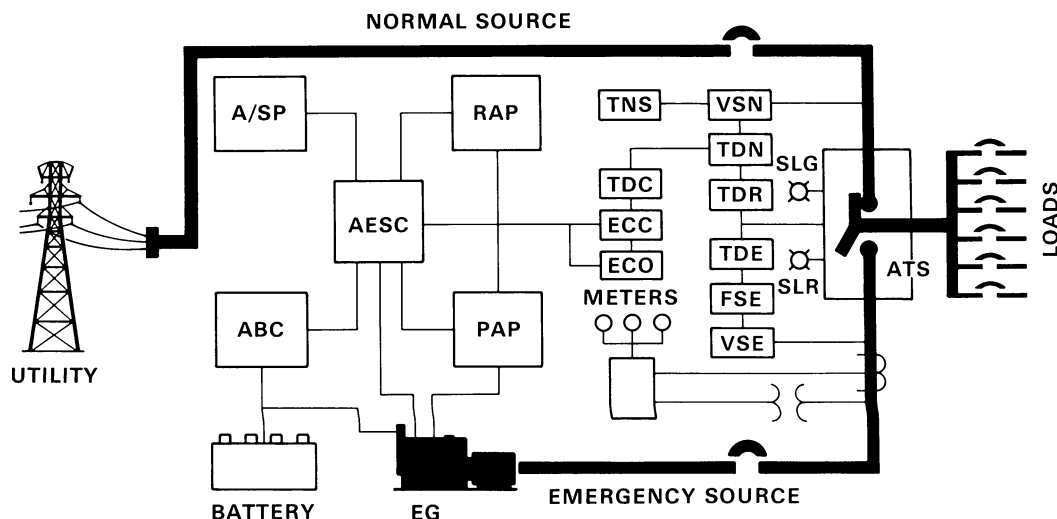 NORMAL SOURCE
A/SP
RAP
TNS
VSN
TDN
SLG
TDC
TDR
AESC
ECC
ECO
TDE
SLR
ATS
LOADS
METERS
FSE
ABC
PAP
VSE
UTILITY
BATTERY
EG
EMERGENCY SOURCE